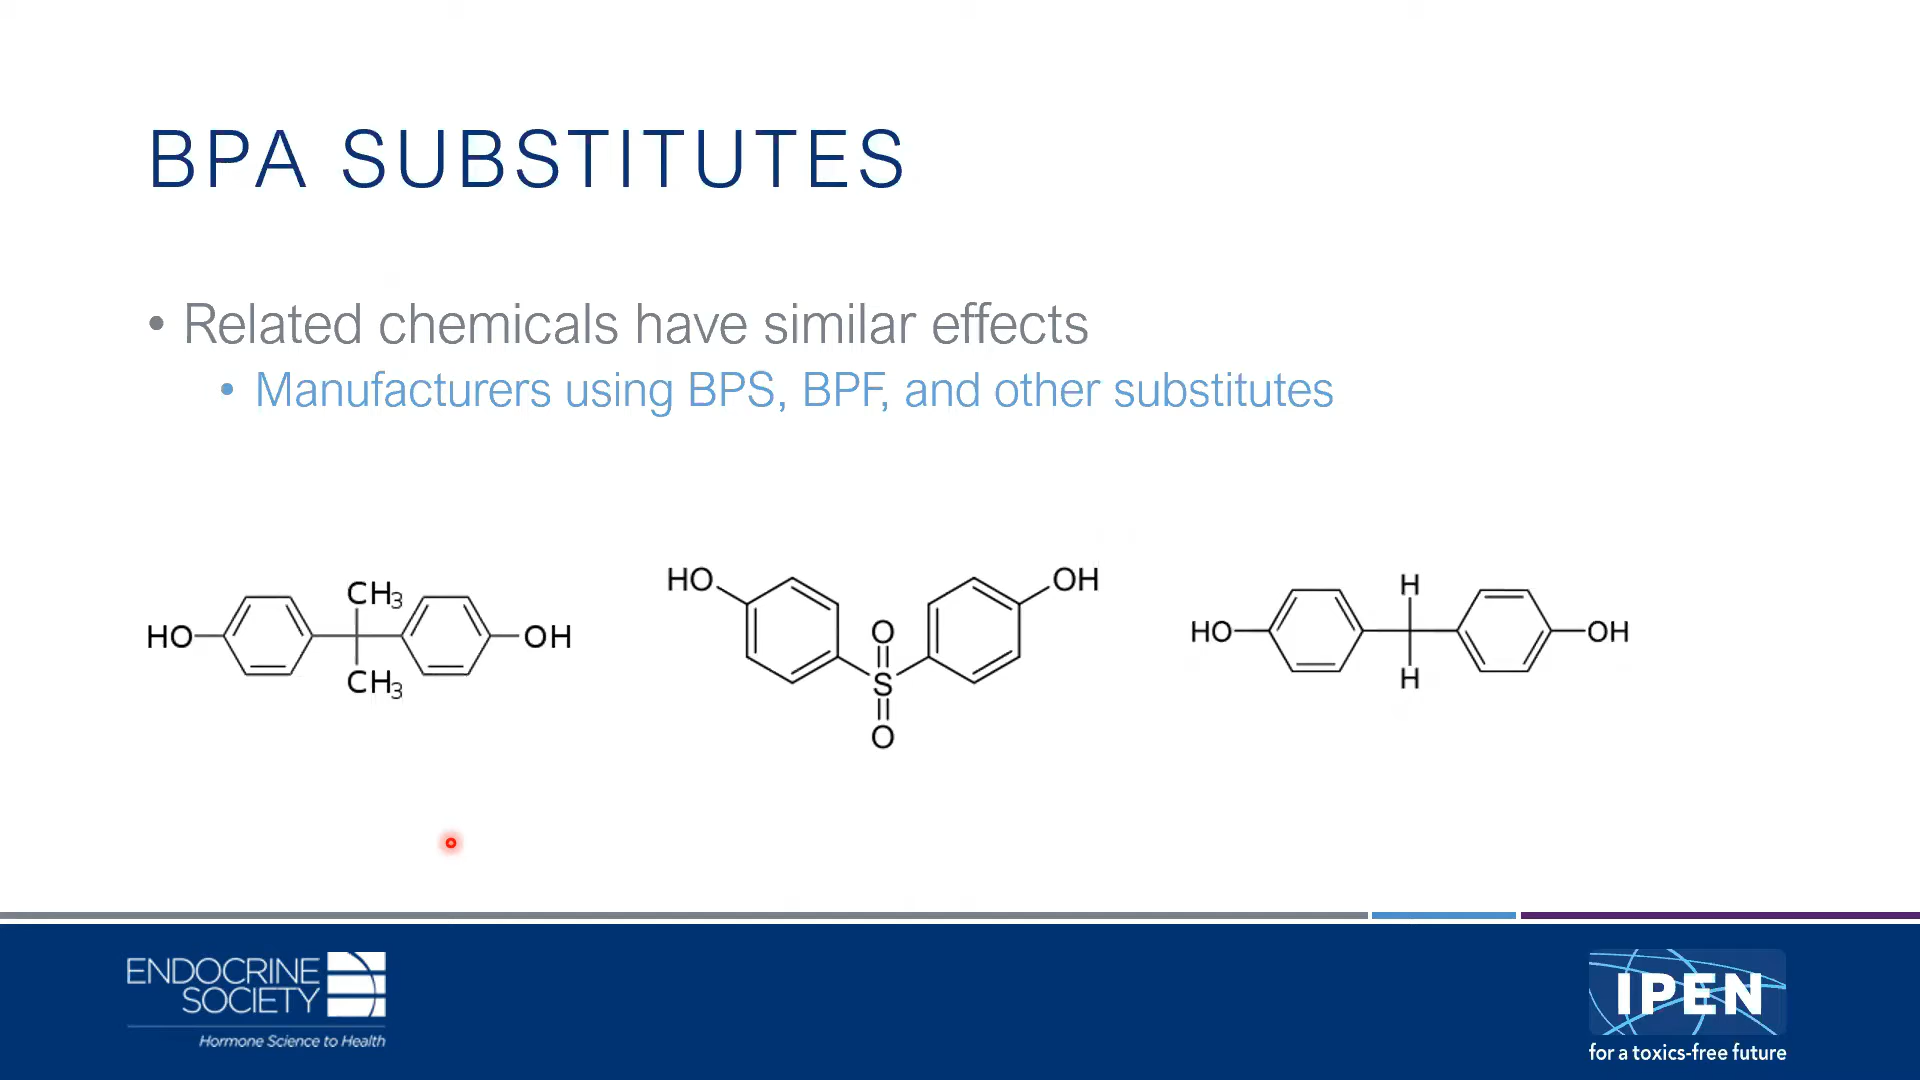 BPA SUBSTITUTES
• Related chemicals have similar effects
• Manufacturers using BPS, BPF, and other substitutes
HO CH3 CH3 OH
HO O S O OH
HO H H OH
ENDOCRINE
SOCIETY
Hormone Science to Health
IPEN
for a toxics-free future